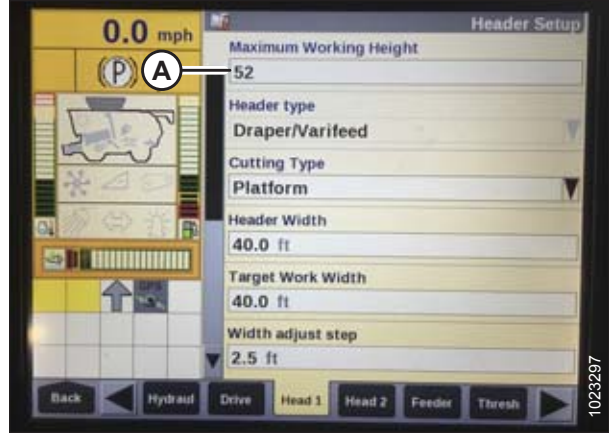 0.0 mph
Header Setup
(P)
A
Maximum Working Height
52
Header type
Draper/Varifeed
Cutting Type
Platform
Header Width
40.0 ft
Target Work Width
40.0 ft
GPS
Width adjust step
2.5 ft
Back
Hydraul
Drive
Head 1
Head 2
Feeder
Thresh
1023297